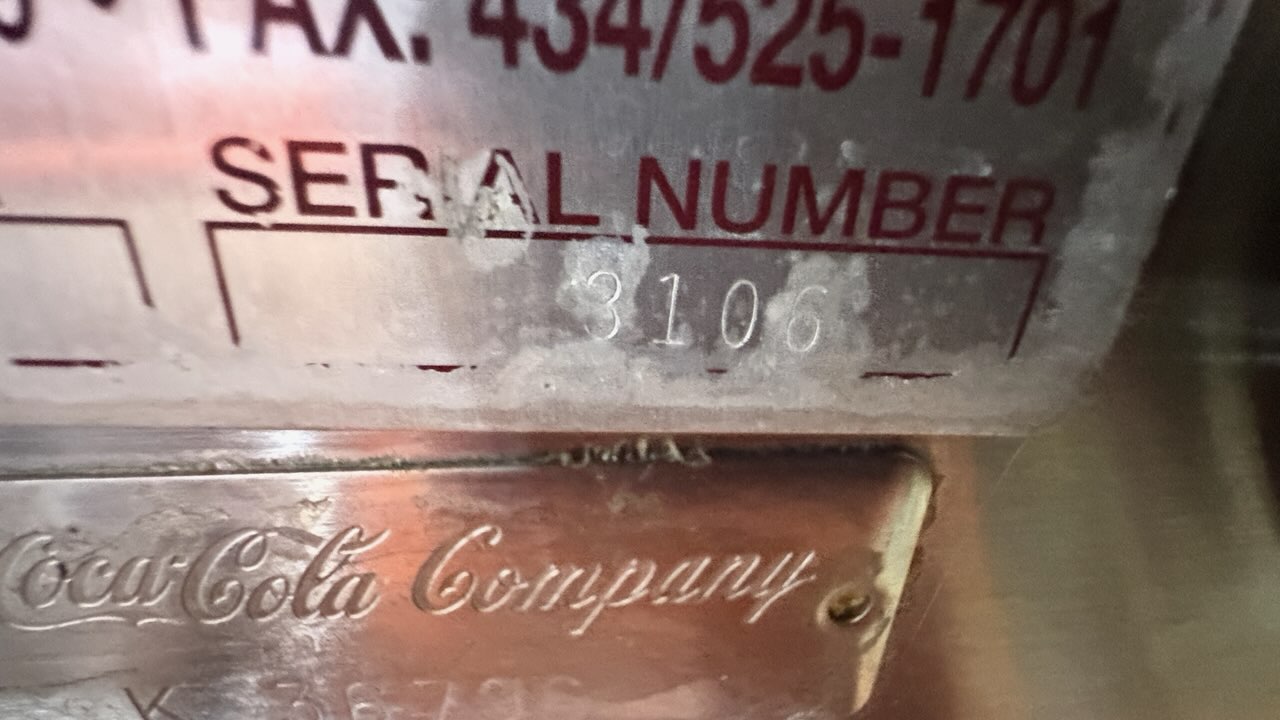 FAX. 434/525-1701
SERIAL NUMBER
3106
Coca-Cola Company